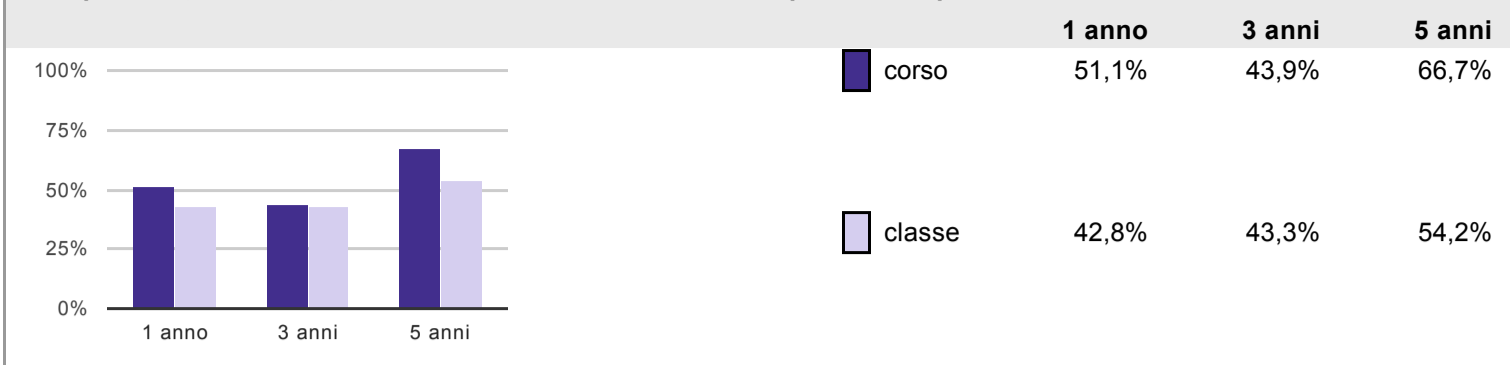 1 anno 3 anni 5 anni
100%
75%
50%
25%
0%
1 anno 3 anni 5 anni
corso 51,1% 43,9% 66,7%
classe 42,8% 43,3% 54,2%